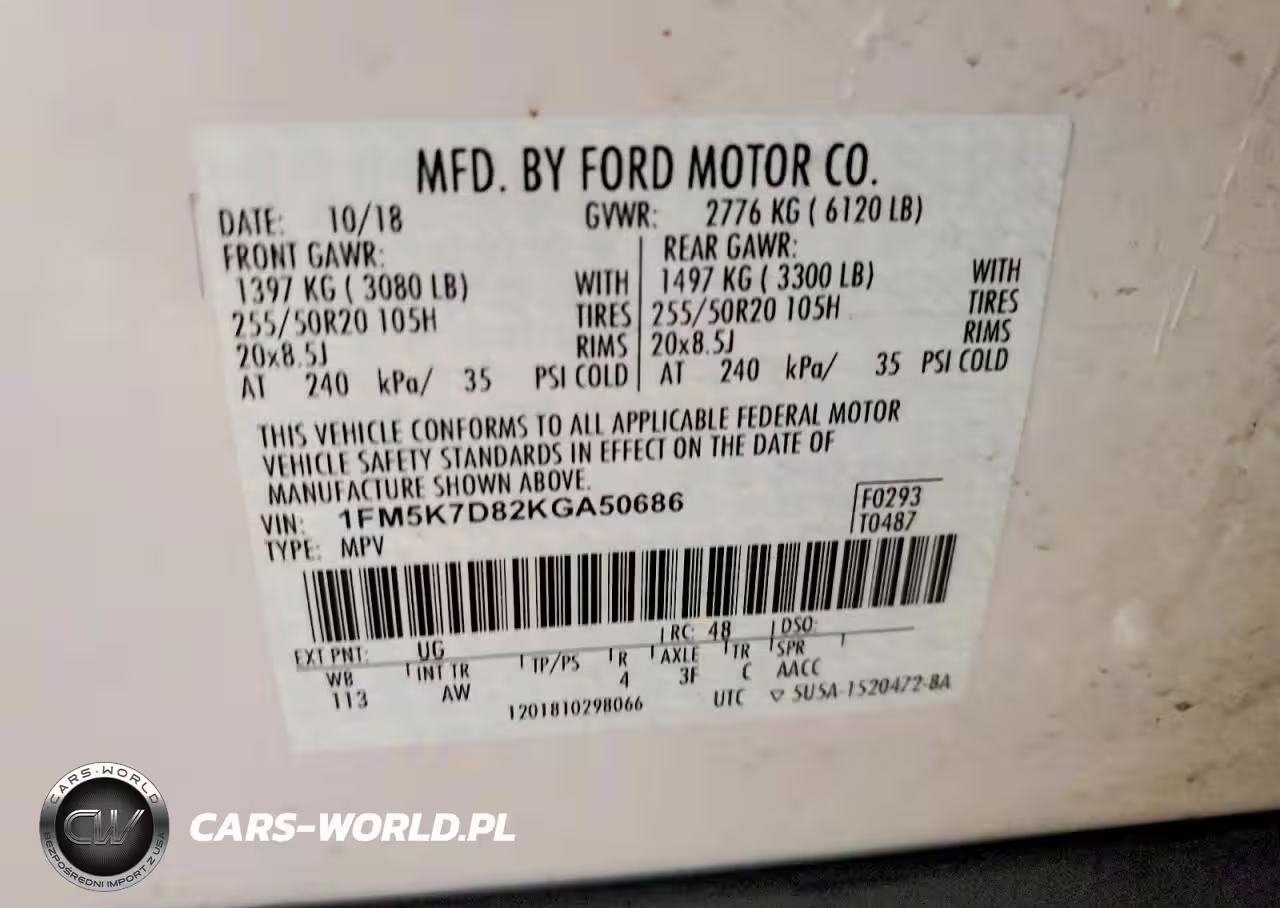 MFD. BY FORD MOTOR CO.
DATE: 10/18 GVWR: 2776 KG ( 6120 LB)
FRONT GAWR: REAR GAWR:
1397 KG ( 3080 LB) WITH 1497 KG ( 3300 LB) WITH
255/50R20 105H TIRES 255/50R20 105H TIRES
20x8.5J RIMS 20x8.5J RIMS
AT 240 kPa/ 35 PSI COLD AT 240 kPa/ 35 PSI COLD
THIS VEHICLE CONFORMS TO ALL APPLICABLE FEDERAL MOTOR
VEHICLE SAFETY STANDARDS IN EFFECT ON THE DATE OF
MANUFACTURE SHOWN ABOVE.
VIN: 1FM5K7D82KGA50686 F0293
TYPE: MPV T0487
EXT PNT: UG RC: 48 DSO:
WB INT TR TP/PS R AXLE TR SPR
113 AW 4 3F C AACC
1201810298066 UTC ▽ 5U5A-1520472-BA
CARS-WORLD
CW
BEZPOŚREDNI IMPORT Z USA
CARS-WORLD.PL